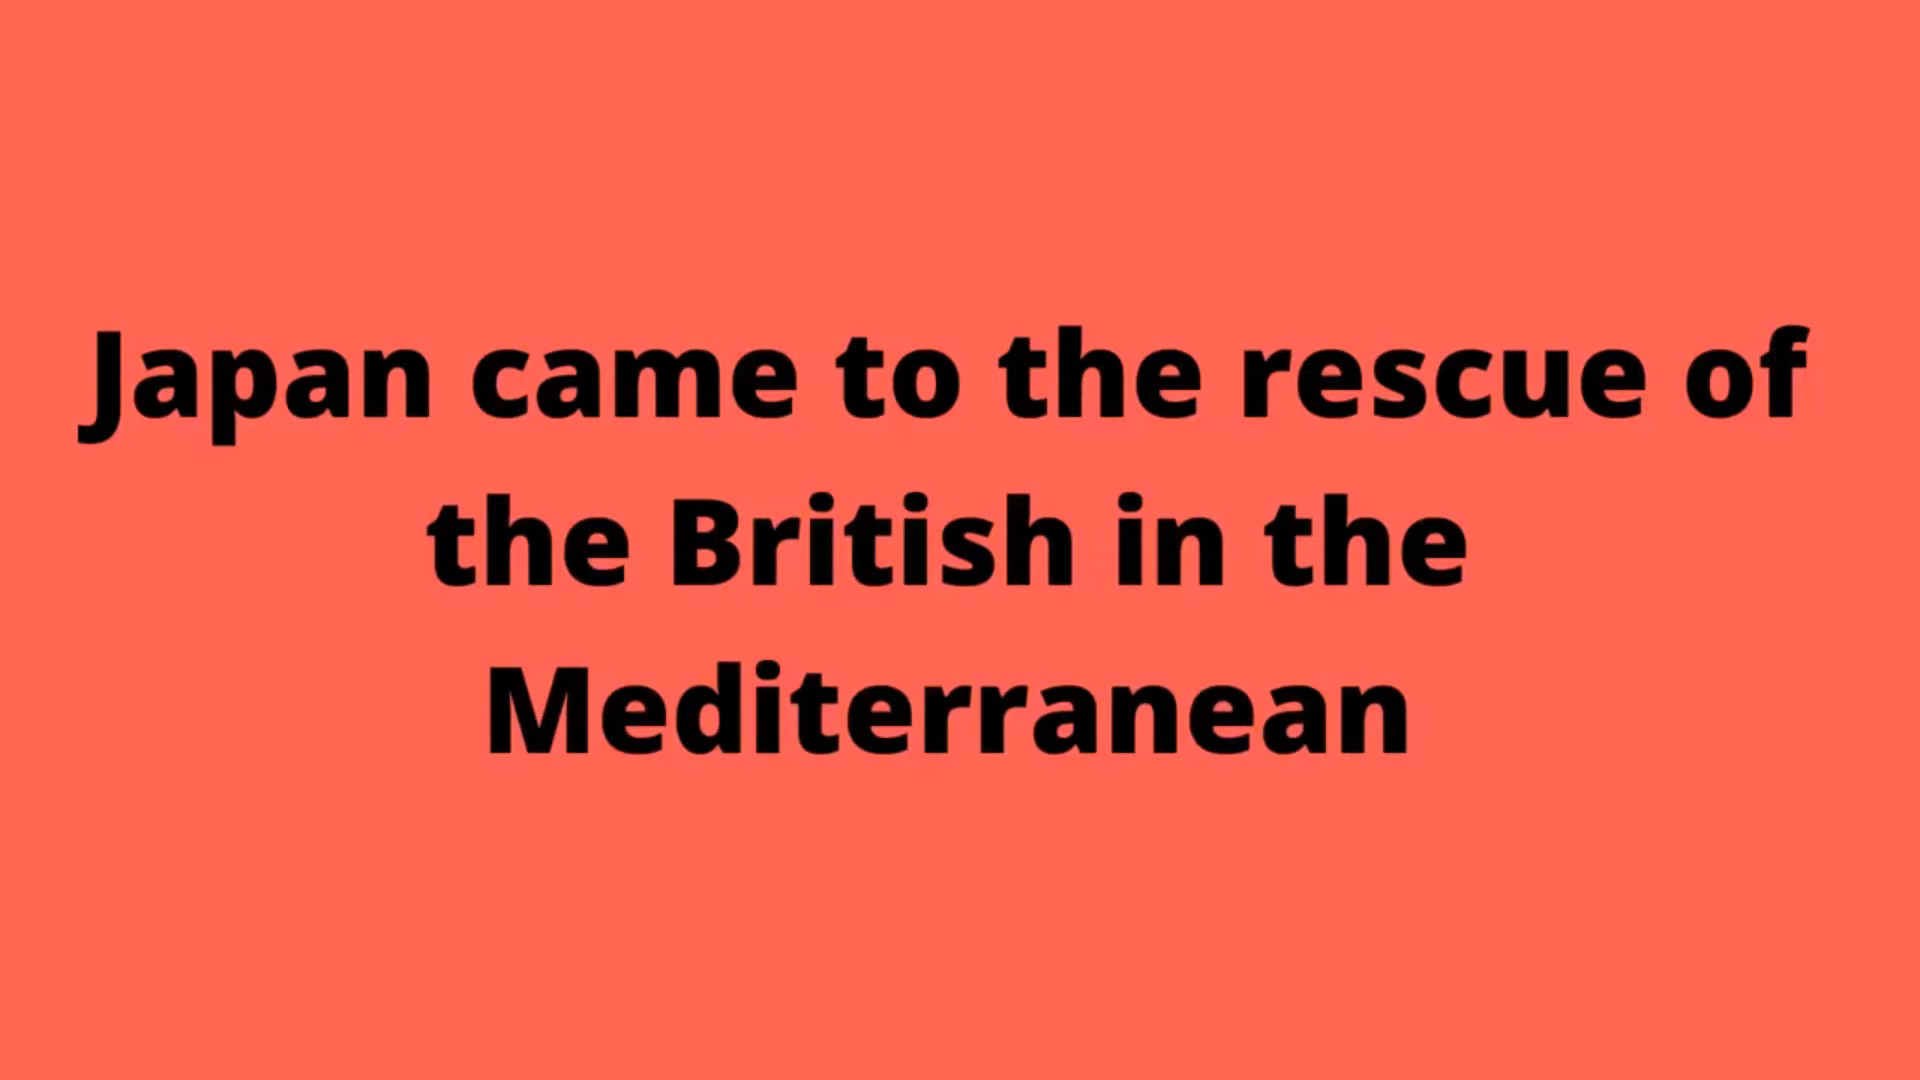 Japan came to the rescue of
the British in the
Mediterranean